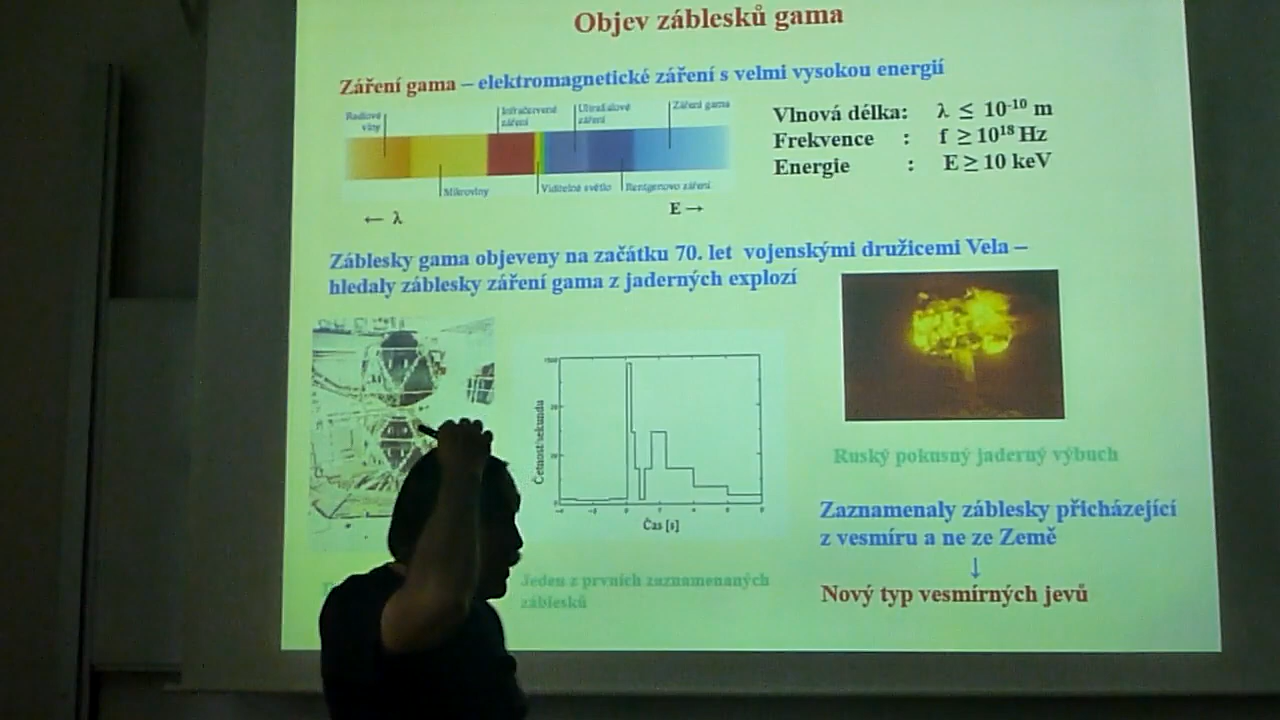 Objev záblesků gama
Záření gama – elektromagnetické záření s velmi vysokou energií
Radiové
vlny
Infračervené
záření
Ultrafialové
záření
Záření gama
Mikrovlny
Viditelné světlo
Rentgenovo záření
← λ
E →
Vlnová délka: λ ≤ 10⁻¹⁰ m
Frekvence : f ≥ 10¹⁸ Hz
Energie : E ≥ 10 keV
Záblesky gama objeveny na začátku 70. let vojenskými družicemi Vela –
hledaly záblesky záření gama z jaderných explozí
Četnost/sekundu
Čas [s]
Jeden z prvních zaznamenaných
záblesků
Ruský pokusný jaderný výbuch
Zaznamenaly záblesky přicházející
z vesmíru a ne ze Země
↓
Nový typ vesmírných jevů